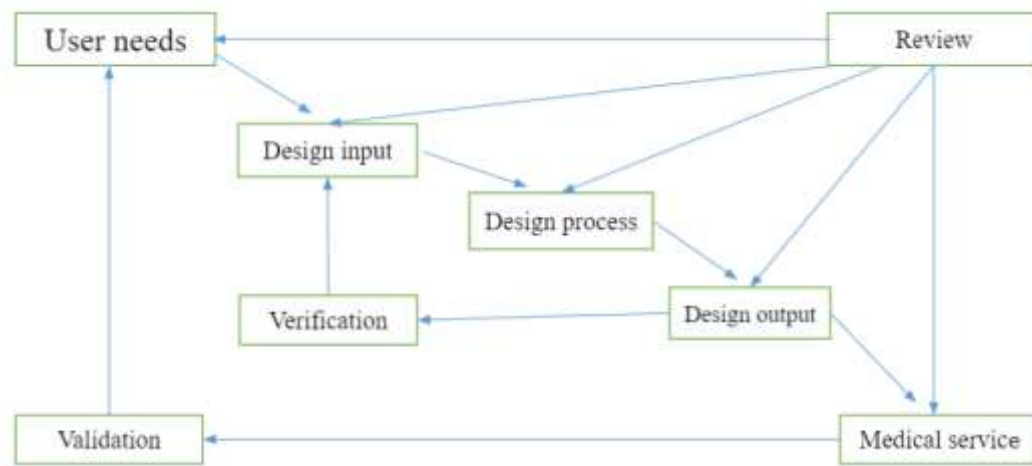 User needs
Review
Design input
Design process
Verification
Design output
Validation
Medical service